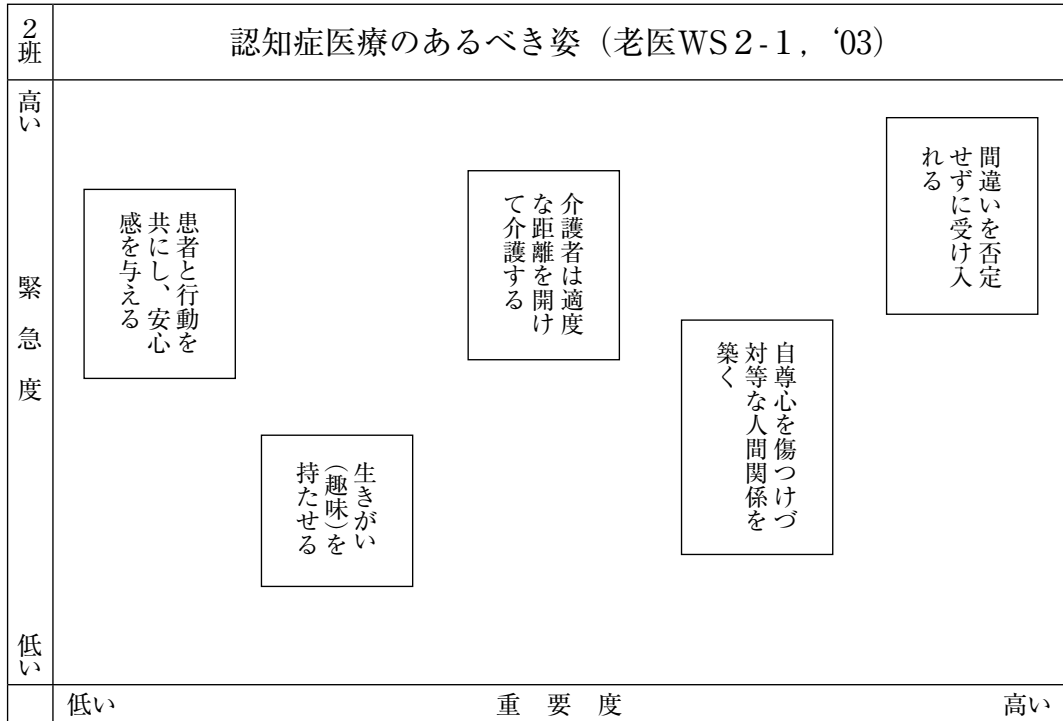 2班
認知症医療のあるべき姿（老医WS2-1，‘03）
高い
緊急度
低い
患者と行動を
共にし、安心
感を与える
生きがい
（趣味）を
持たせる
介護者は適度
な距離を開け
て介護する
自尊心を傷つけづ
対等な人間関係を
築く
間違いを否定
せずに受け入
れる
低い
重要度
高い